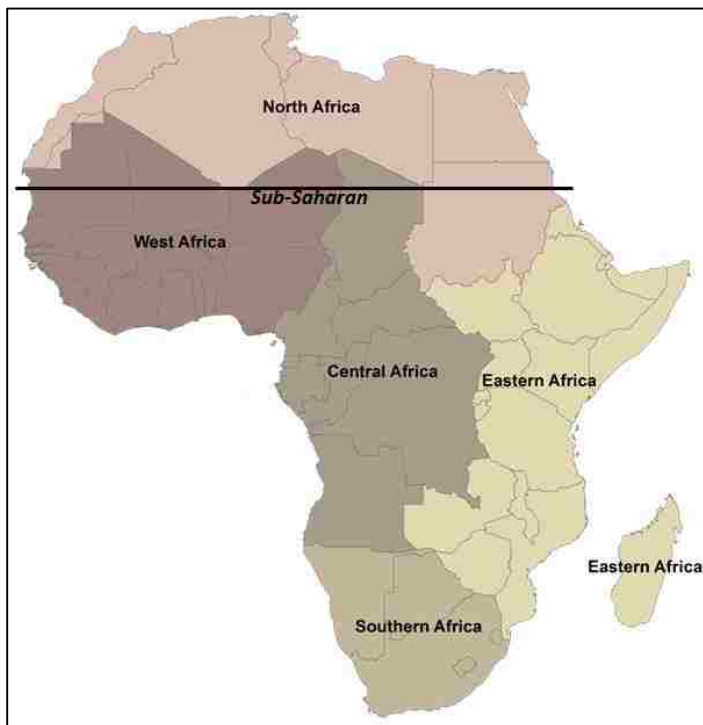 North Africa
Sub-Saharan
West Africa
Central Africa
Eastern Africa
Eastern Africa
Southern Africa